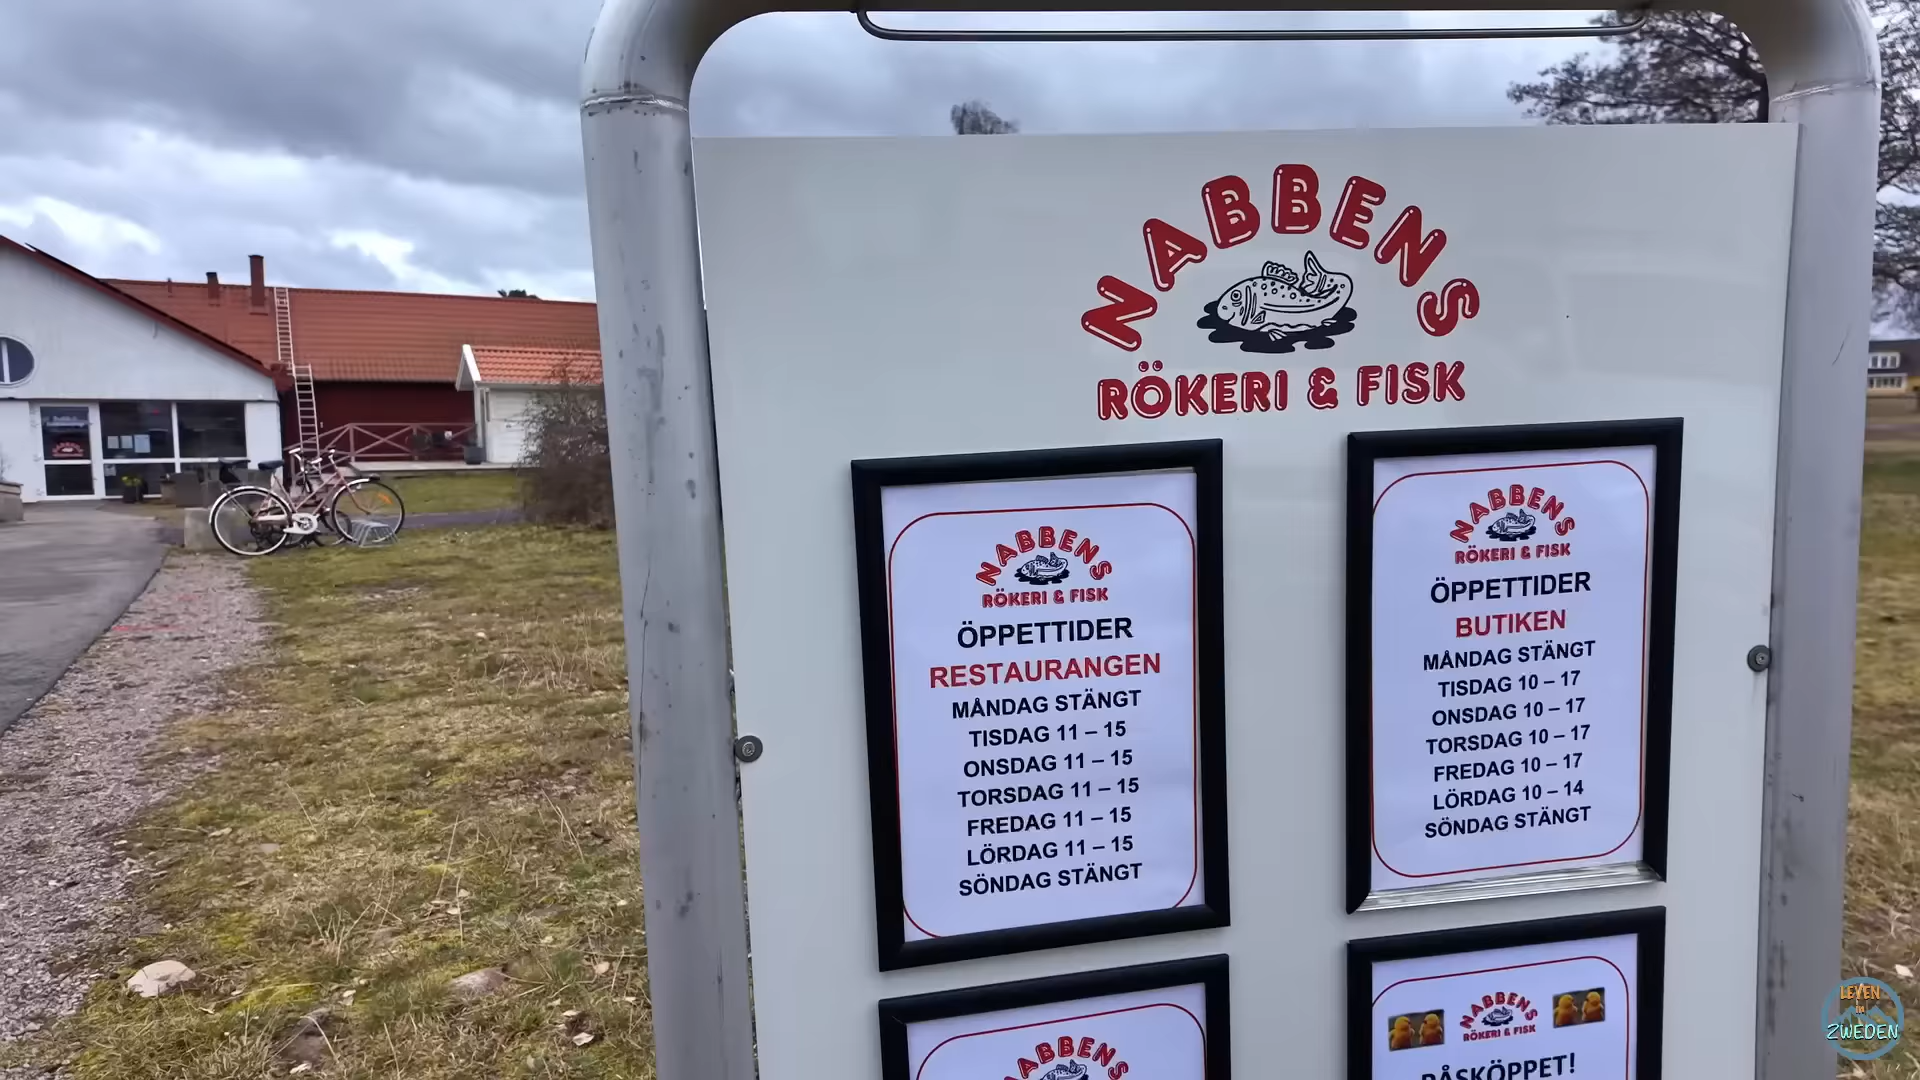 NABBENS
RÖKERI & FISK
NABBENS
RÖKERI & FISK
ÖPPETTIDER
RESTAURANGEN
MÅNDAG STÄNGT
TISDAG 11 – 15
ONSDAG 11 – 15
TORSDAG 11 – 15
FREDAG 11 – 15
LÖRDAG 11 – 15
SÖNDAG STÄNGT
NABBENS
RÖKERI & FISK
ÖPPETTIDER
BUTIKEN
MÅNDAG STÄNGT
TISDAG 10 – 17
ONSDAG 10 – 17
TORSDAG 10 – 17
FREDAG 10 – 17
LÖRDAG 10 – 14
SÖNDAG STÄNGT
NABBENS
NABBENS
RÖKERI & FISK
PÅSKÖPPET!
LEVEN
IN
ZWEDEN